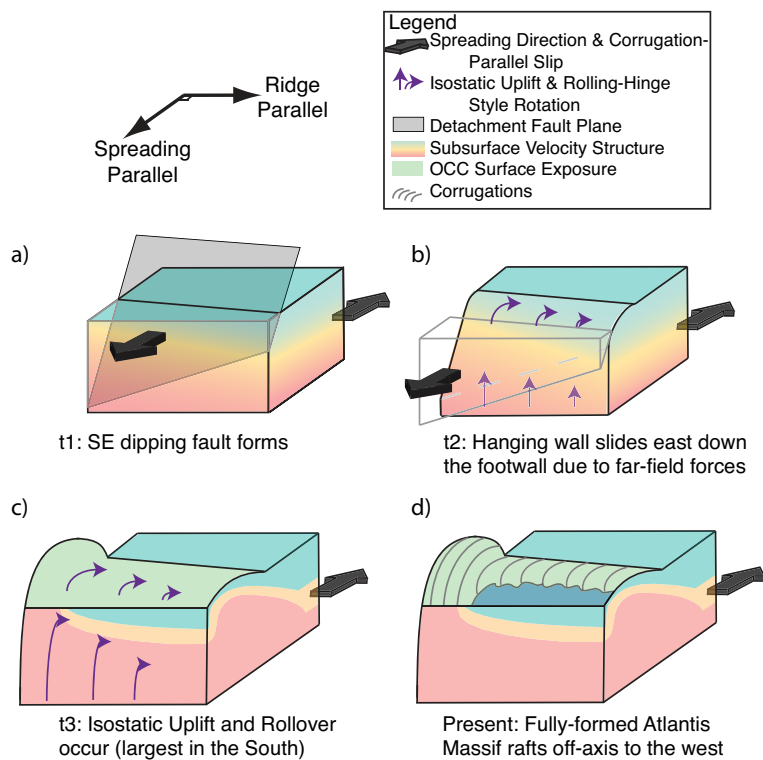 Legend
Spreading Direction & Corrugation-
Parallel Slip
Isostatic Uplift & Rolling-Hinge
Style Rotation
Detachment Fault Plane
Subsurface Velocity Structure
OCC Surface Exposure
Corrugations
Ridge
Parallel
Spreading
Parallel
a)
t1: SE dipping fault forms
b)
t2: Hanging wall slides east down
the footwall due to far-field forces
c)
t3: Isostatic Uplift and Rollover
occur (largest in the South)
d)
Present: Fully-formed Atlantis
Massif rafts off-axis to the west